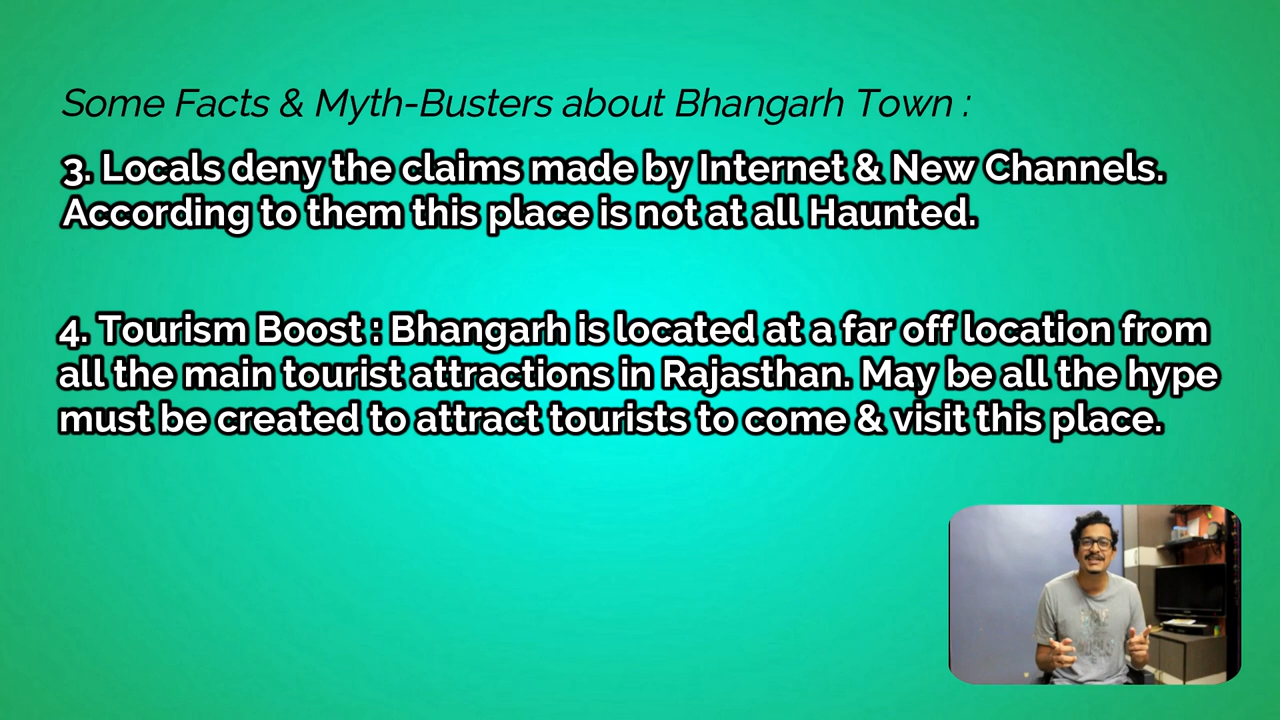 Some Facts & Myth-Busters about Bhangarh Town :
3. Locals deny the claims made by Internet & New Channels.
According to them this place is not at all Haunted.
4. Tourism Boost : Bhangarh is located at a far off location from
all the main tourist attractions in Rajasthan. May be all the hype
must be created to attract tourists to come & visit this place.